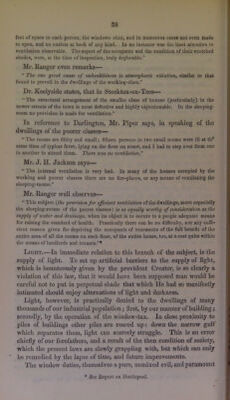 38
feet of space to each person, the windows small, and in numerous cases not even made
to open, and no outlets at back of any kind. In no instance was the least attention to
ventilation observable. The aspect of the occupants and the condition of their wretched
abodes, were, at the time of inspection, truly deplorable."
Mr. Ranger even remarks—
"The one great cause of unhealthiness is atmospheric vitiation, similar to that
found to prevail in the dwellings of the working-class."
Dr. Keelyside states, that in Stockton-on-Tees—
"The structural arrangement of the smaller class of houses (particularly) in the
newer streets of the town is most defective and highly objectionable. In the sleeping-
room no provision is made for ventilation."
In reference to Darlington, Mr. Piper says, in speaking of the
dwellings of the poorer classes—
"The rooms are filthy and small; fifteen persons in two small rooms were ill at the
same time of typhus fever, lying on the floor on straw, and I had to step over them one
to another to attend them. There was no ventilation."
Mr. J. H. Jackson says—
"The internal ventilation is very bad. In many of the houses occupied by the
working and poorer classes there are no fire-places, or any means of ventilating the
sleeping-rooms."
Mr. Ranger well observes—
"This subject (the provision for efficient ventilation of the dwellings, more especially
the sleeping-rooms of the poorer classes) is as equally worthy of consideration as the
supply of water and drainage, when its object is to secure to a people adequate means
for raising the standard of health. Practically there can be no difficulty, nor any suffi-
cient reason given for depriving the occupants of tenements of the full benefit of the
entire area of all the rooms on each floor, of the entire house, too, at a cost quite within
the means of landlords and tenants."*
Light.—In immediate relation to this branch of the subject, is the
supply of light. To set up artificial barriers to the supply of light,
which is bounteously given by the provident Creator, is so clearly a
violation of this law, that it would have been supposed man would be
careful not to put in perpetual shade that which He had so manifestly
intimated should enjoy alternations of light and darkness.
Light, however, is practically denied to the dwellings of many
thousands of our industrial population; first, by our manner of building;
secondly, by the operation of the window-tax. In close proximity to
piles of buildings other piles are reared up: down the narrow gulf
which separates them, light can scarcely struggle. This is an error
chiefly of our forefathers, and a result of the then condition of society,
which the present laws are slowly grappling with, but which can only
be remedied by the lapse of time, and future improvements.
The window duties, themselves a pure, unmixed evil, and paramount
* See Report on Hartlepool.